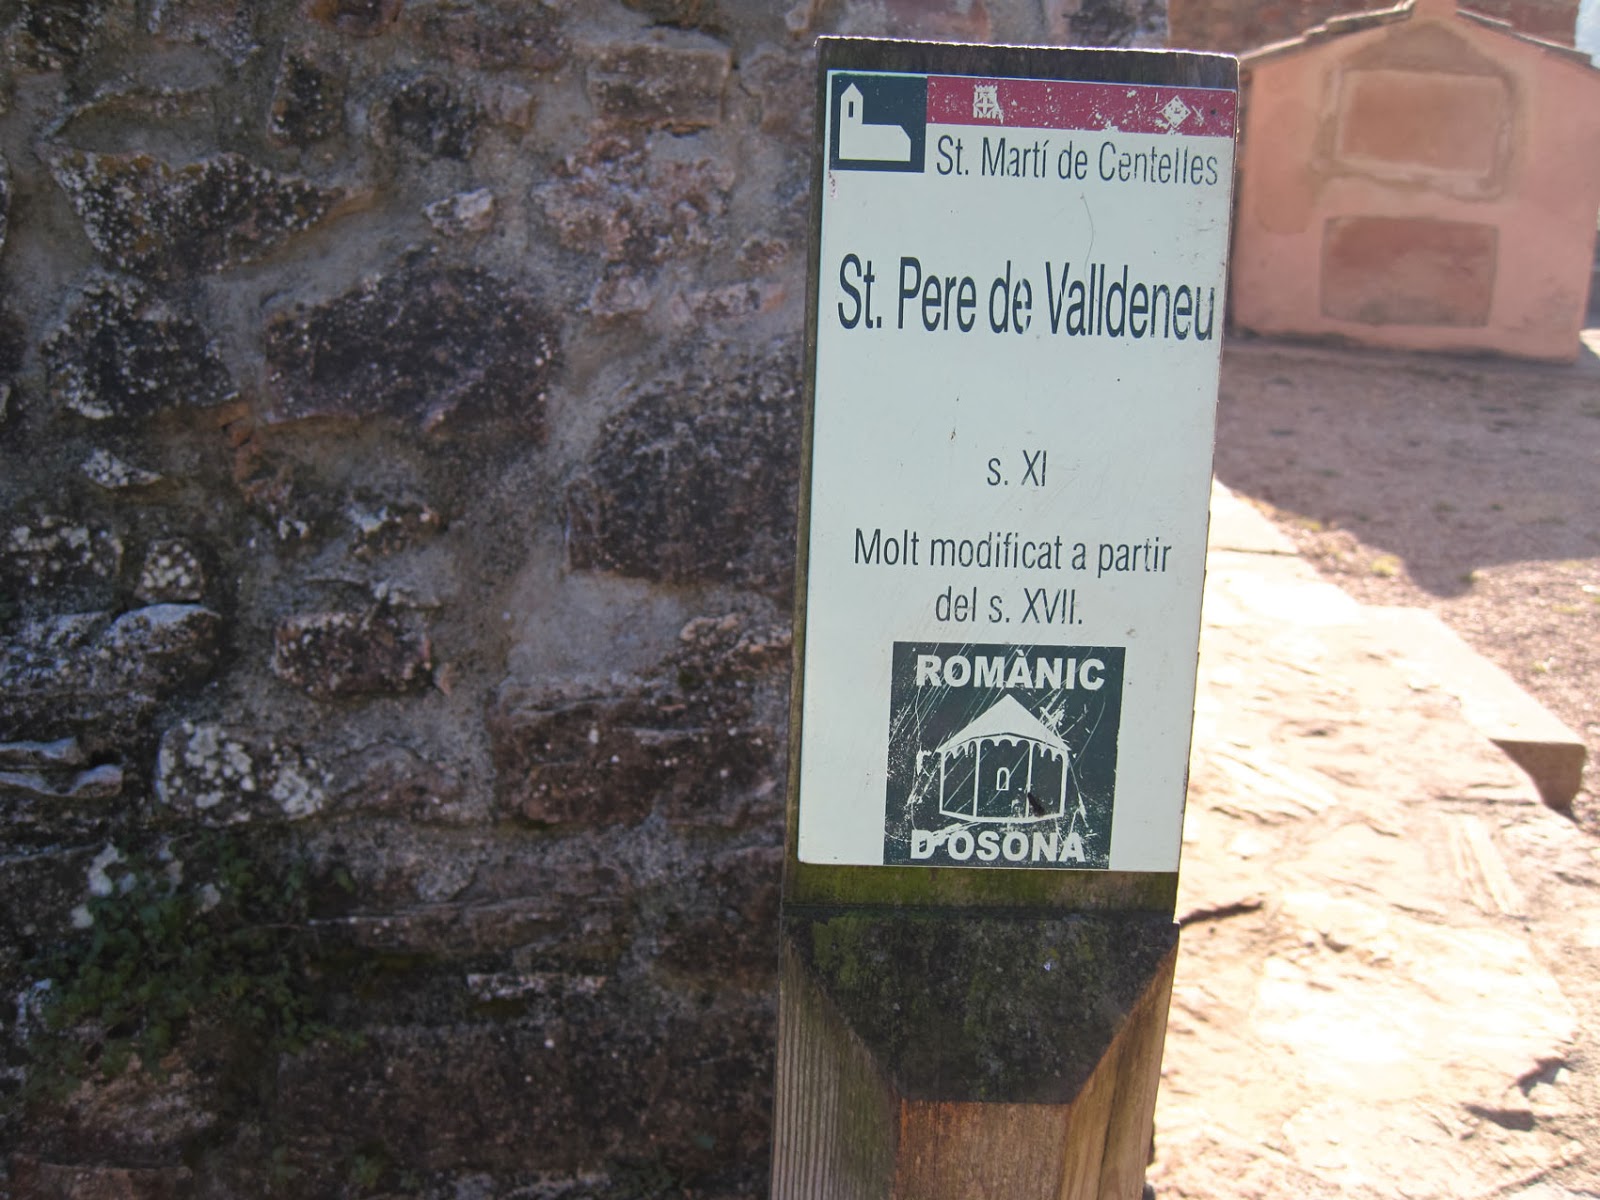 St. Martí de Centelles
St. Pere de Valldeneu
s. XI
Molt modificat a partir
del s. XVII.
ROMÀNIC
D'OSONA